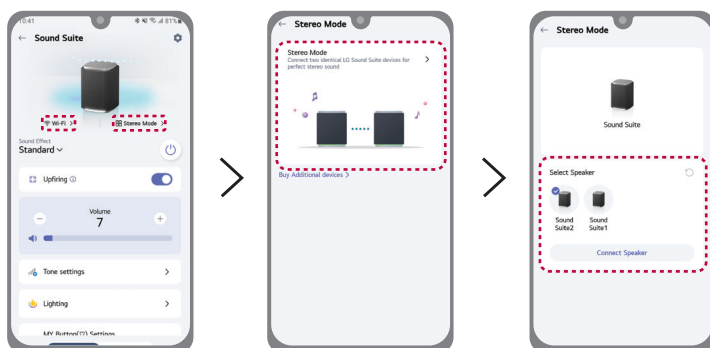 10:41
81%
← Sound Suite
Wi-Fi >
Stereo Mode >
Sound Effect
Standard
Upfiring
Volume
7
− +
Tone settings >
Lighting >
MY Button(♡) Settings
← Stereo Mode
Stereo Mode
Connect two identical LG Sound Suite devices for
perfect stereo sound
>
Buy Additional devices >
← Stereo Mode
Sound Suite
Select Speaker
Sound
Suite2
Sound
Suite1
Connect Speaker